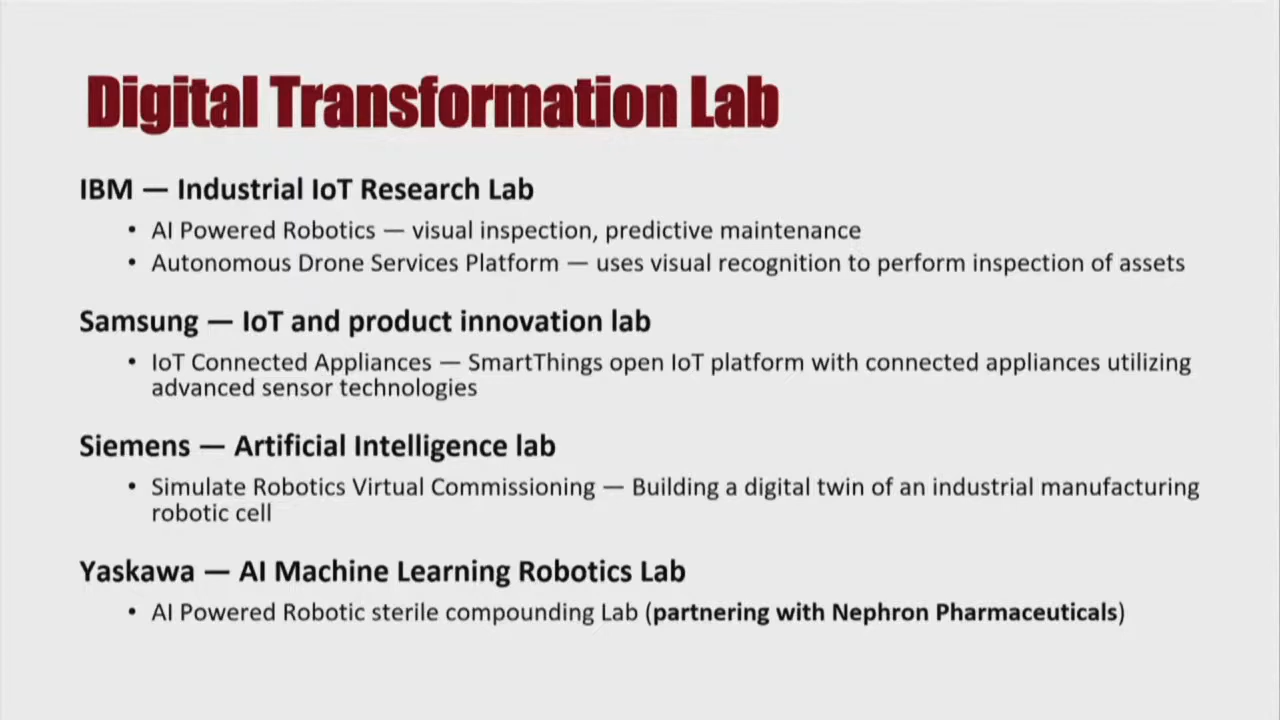 Digital Transformation Lab
IBM — Industrial IoT Research Lab
• AI Powered Robotics — visual inspection, predictive maintenance
• Autonomous Drone Services Platform — uses visual recognition to perform inspection of assets
Samsung — IoT and product innovation lab
• IoT Connected Appliances — SmartThings open IoT platform with connected appliances utilizing
advanced sensor technologies
Siemens — Artificial Intelligence lab
• Simulate Robotics Virtual Commissioning — Building a digital twin of an industrial manufacturing
robotic cell
Yaskawa — AI Machine Learning Robotics Lab
• AI Powered Robotic sterile compounding Lab (partnering with Nephron Pharmaceuticals)